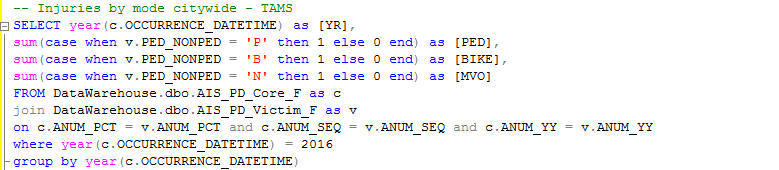 -- Injuries by mode citywide - TAMS
SELECT year(c.OCCURRENCE_DATETIME) as [YR],
sum(case when v.PED_NONPED = 'P' then 1 else 0 end) as [PED],
sum(case when v.PED_NONPED = 'B' then 1 else 0 end) as [BIKE],
sum(case when v.PED_NONPED = 'N' then 1 else 0 end) as [MVO]
FROM DataWarehouse.dbo.AIS_PD_Core_F as c
join DataWarehouse.dbo.AIS_PD_Victim_F as v
on c.ANUM_PCT = v.ANUM_PCT and c.ANUM_SEQ = v.ANUM_SEQ and c.ANUM_YY = v.ANUM_YY
where year(c.OCCURRENCE_DATETIME) = 2016
group by year(c.OCCURRENCE_DATETIME)